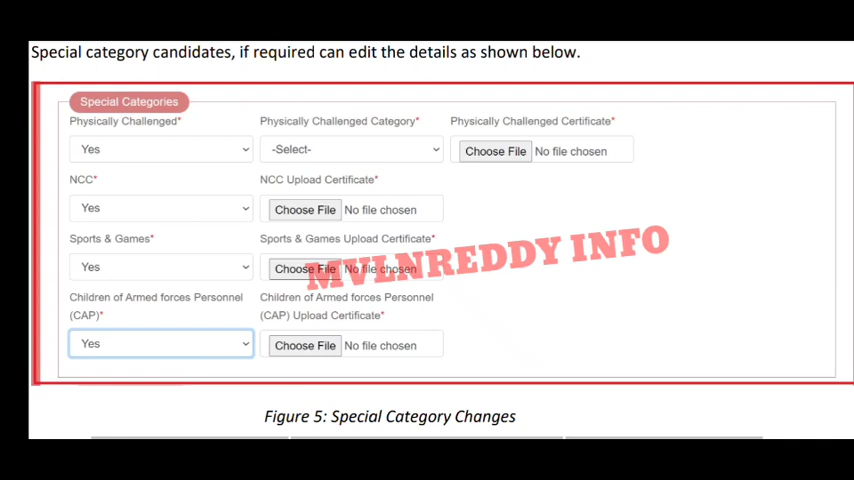 Special category candidates, if required can edit the details as shown below.
Special Categories
Physically Challenged* Physically Challenged Category* Physically Challenged Certificate*
Yes -Select- Choose File No file chosen
NCC* NCC Upload Certificate*
Yes Choose File No file chosen
Sports & Games* Sports & Games Upload Certificate*
Yes Choose File No file chosen
MVLNREDDY INFO
Children of Armed forces Personnel Children of Armed forces Personnel
(CAP)* (CAP) Upload Certificate*
Yes Choose File No file chosen
Figure 5: Special Category Changes